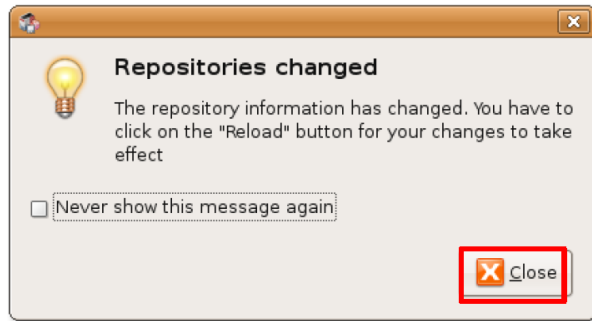 Repositories changed
The repository information has changed. You have to
click on the "Reload" button for your changes to take
effect
Never show this message again
Close